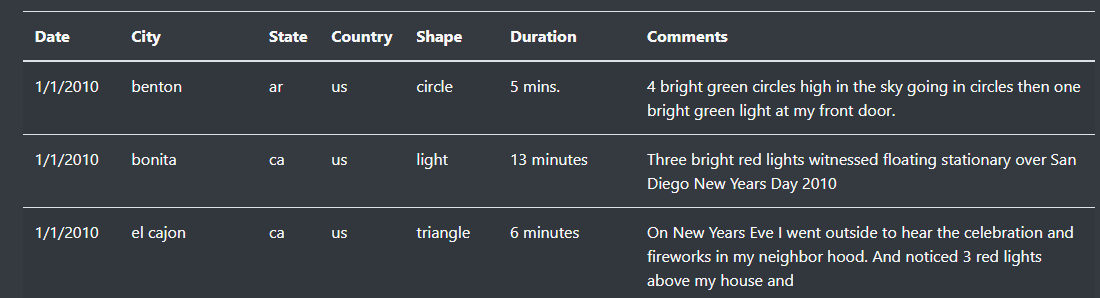 Date City State Country Shape Duration Comments
1/1/2010 benton ar us circle 5 mins. 4 bright green circles high in the sky going in circles then one
bright green light at my front door.
1/1/2010 bonita ca us light 13 minutes Three bright red lights witnessed floating stationary over San
Diego New Years Day 2010
1/1/2010 el cajon ca us triangle 6 minutes On New Years Eve I went outside to hear the celebration and
fireworks in my neighbor hood. And noticed 3 red lights
above my house and